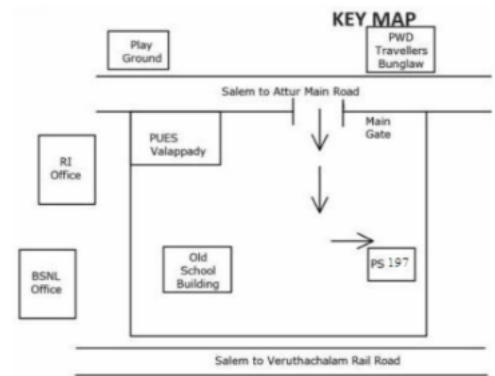 KEY MAP
Play
Ground
PWD
Travellers
Bunglaw
Salem to Attur Main Road
Main
Gate
PUES
Valappady
RI
Office
Old
School
Building
PS 197
BSNL
Office
Salem to Veruthachalam Rail Road